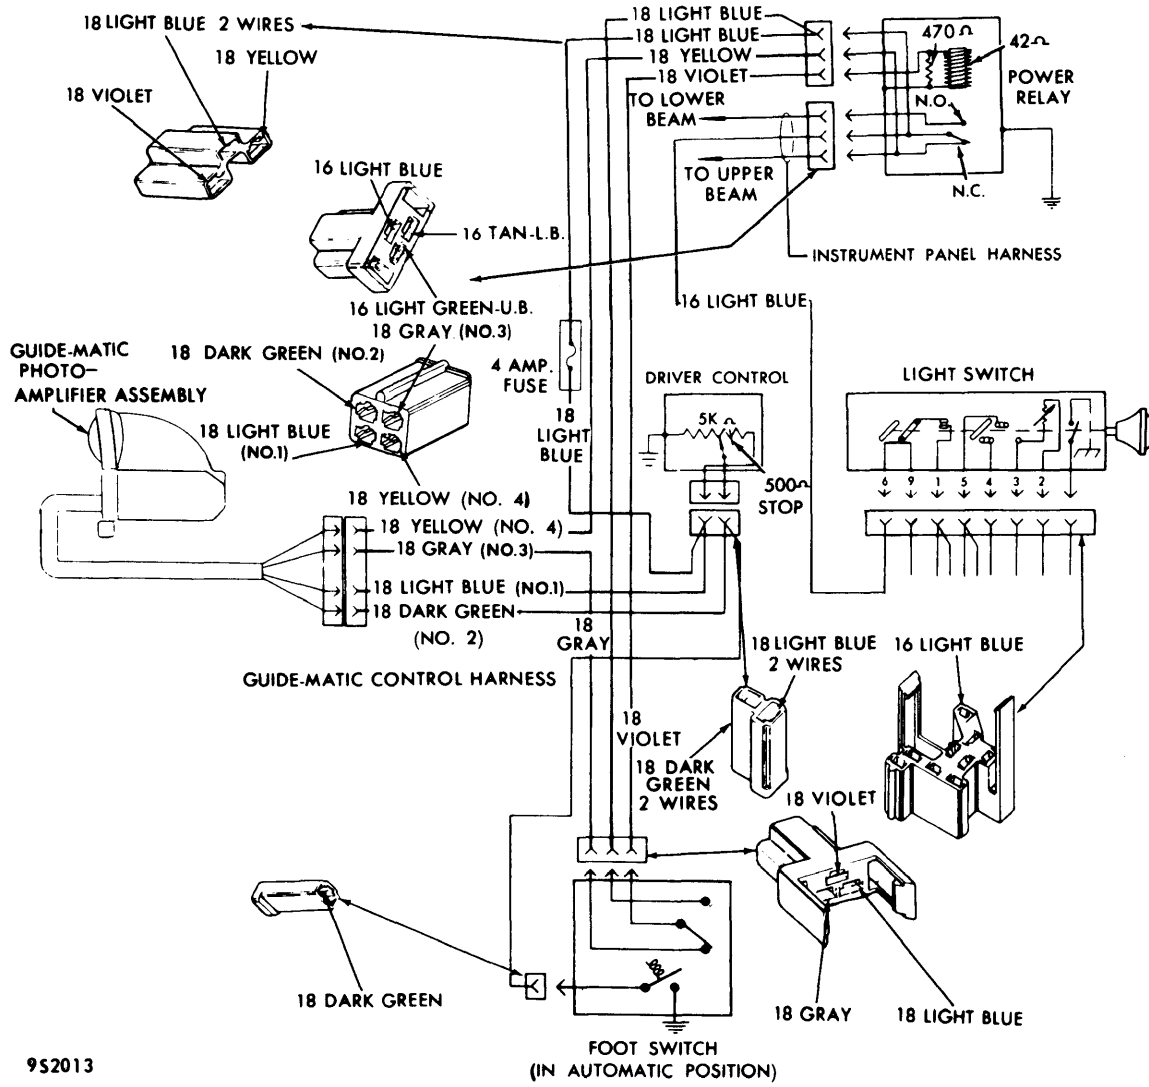 18 LIGHT BLUE 2 WIRES
18 YELLOW
18 VIOLET
18 LIGHT BLUE
18 LIGHT BLUE
18 YELLOW
18 VIOLET
TO LOWER
BEAM
TO UPPER
BEAM
470Ω
42Ω
POWER
RELAY
N.O.
N.C.
INSTRUMENT PANEL HARNESS
16 LIGHT BLUE
16 TAN-L.B.
16 LIGHT GREEN-U.B.
16 LIGHT BLUE
18 GRAY (NO.3)
18 DARK GREEN (NO.2)
18 LIGHT BLUE
(NO.1)
18 YELLOW (NO. 4)
GUIDE-MATIC
PHOTO-
AMPLIFIER ASSEMBLY
4 AMP.
FUSE
18
LIGHT
BLUE
DRIVER CONTROL
5K Ω
500Ω
STOP
LIGHT SWITCH
6 9 1 5 4 3 2
18 YELLOW (NO. 4)
18 GRAY (NO.3)
18 LIGHT BLUE (NO.1)
18 DARK GREEN
(NO. 2)
18
GRAY
GUIDE-MATIC CONTROL HARNESS
18 LIGHT BLUE
2 WIRES
16 LIGHT BLUE
18
VIOLET
18 DARK
GREEN
2 WIRES
18 VIOLET
18 DARK GREEN
18 GRAY
18 LIGHT BLUE
FOOT SWITCH
(IN AUTOMATIC POSITION)
9S2013